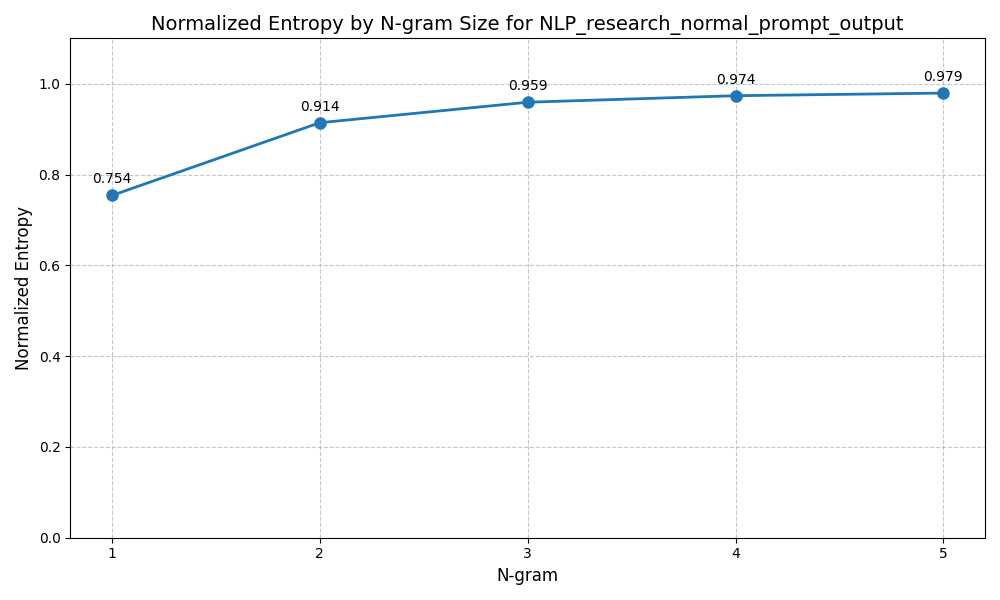 Normalized Entropy by N-gram Size for NLP_research_normal_prompt_output
Normalized Entropy
1.0
0.8
0.6
0.4
0.2
0.0
0.754
0.914
0.959
0.974
0.979
1 2 3 4 5
N-gram